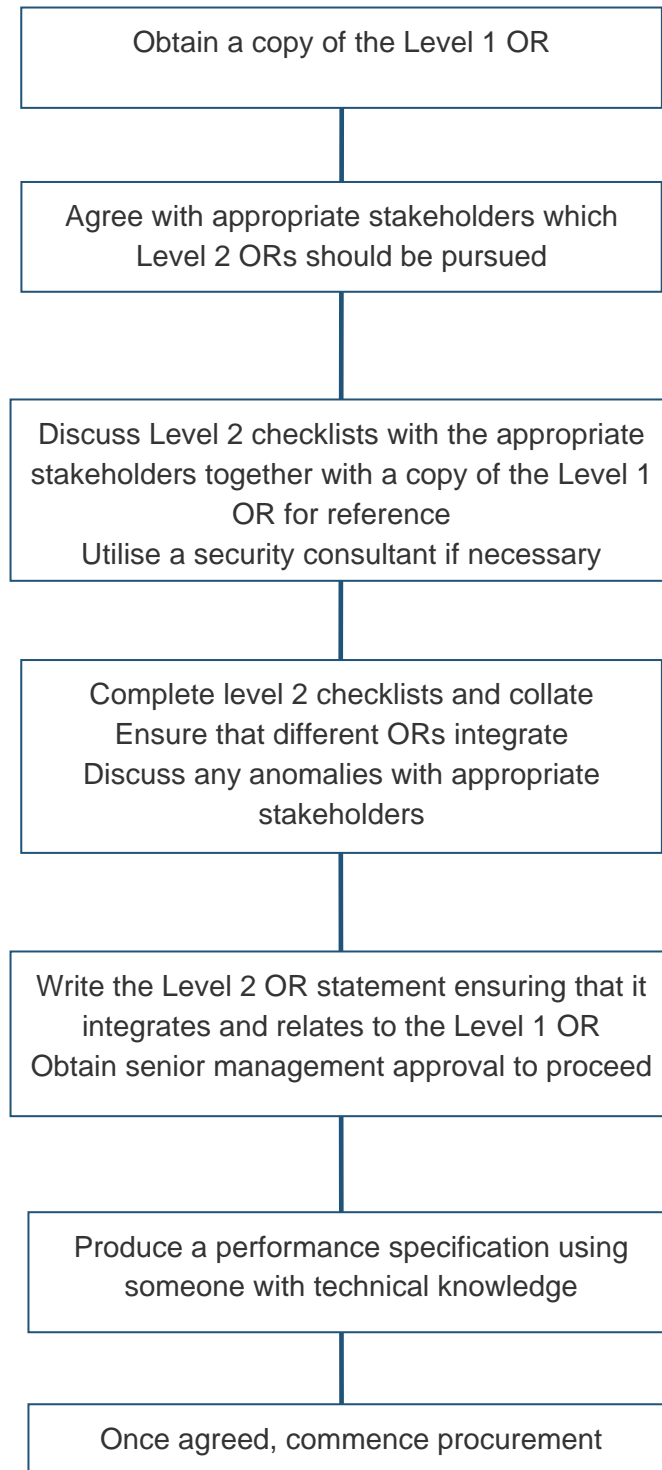 Obtain a copy of the Level 1 OR
Agree with appropriate stakeholders which
Level 2 ORs should be pursued
Discuss Level 2 checklists with the appropriate
stakeholders together with a copy of the Level 1
OR for reference
Utilise a security consultant if necessary
Complete level 2 checklists and collate
Ensure that different ORs integrate
Discuss any anomalies with appropriate
stakeholders
Write the Level 2 OR statement ensuring that it
integrates and relates to the Level 1 OR
Obtain senior management approval to proceed
Produce a performance specification using
someone with technical knowledge
Once agreed, commence procurement